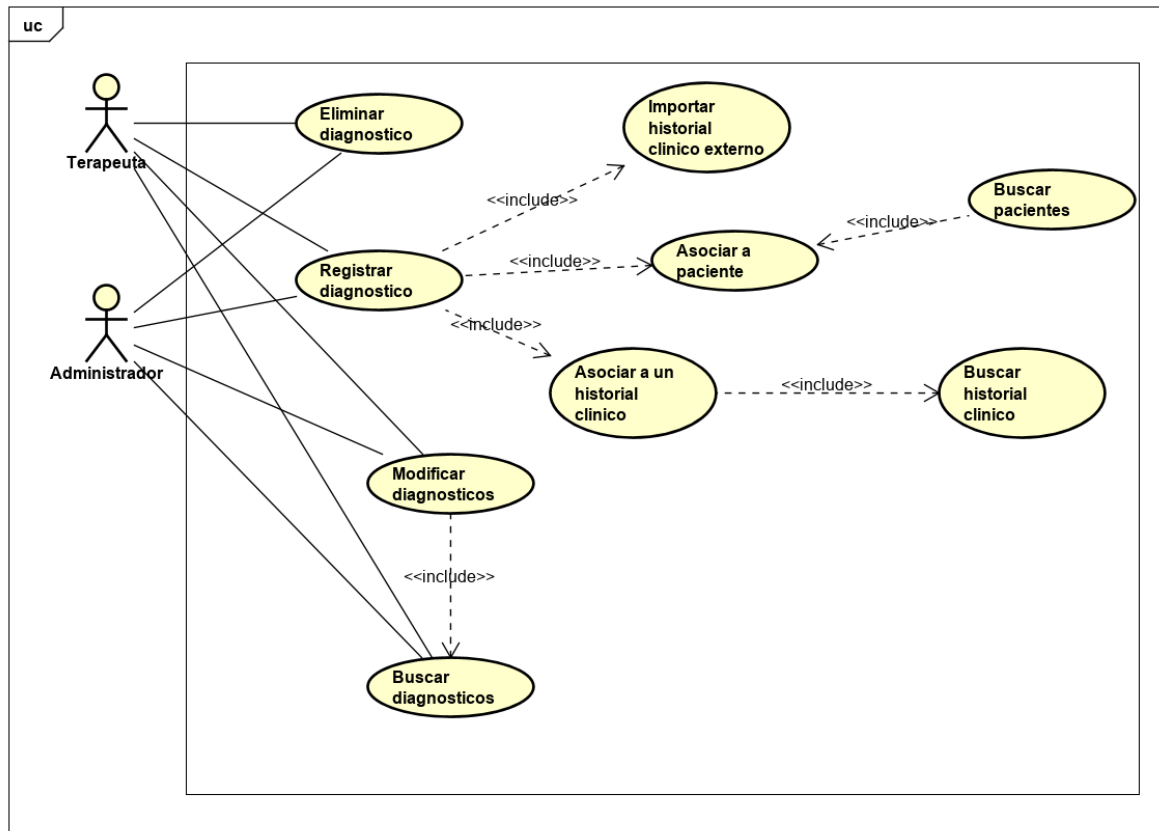 uc
Terapeuta
Administrador
Eliminar
diagnostico
Importar
historial
clinico externo
<<include>>
Buscar
pacientes
<<include>>
Registrar
diagnostico
<<include>>
Asociar a
paciente
<<include>>
Asociar a un
historial
clinico
<<include>>
Buscar
historial
clinico
Modificar
diagnosticos
<<include>>
Buscar
diagnosticos